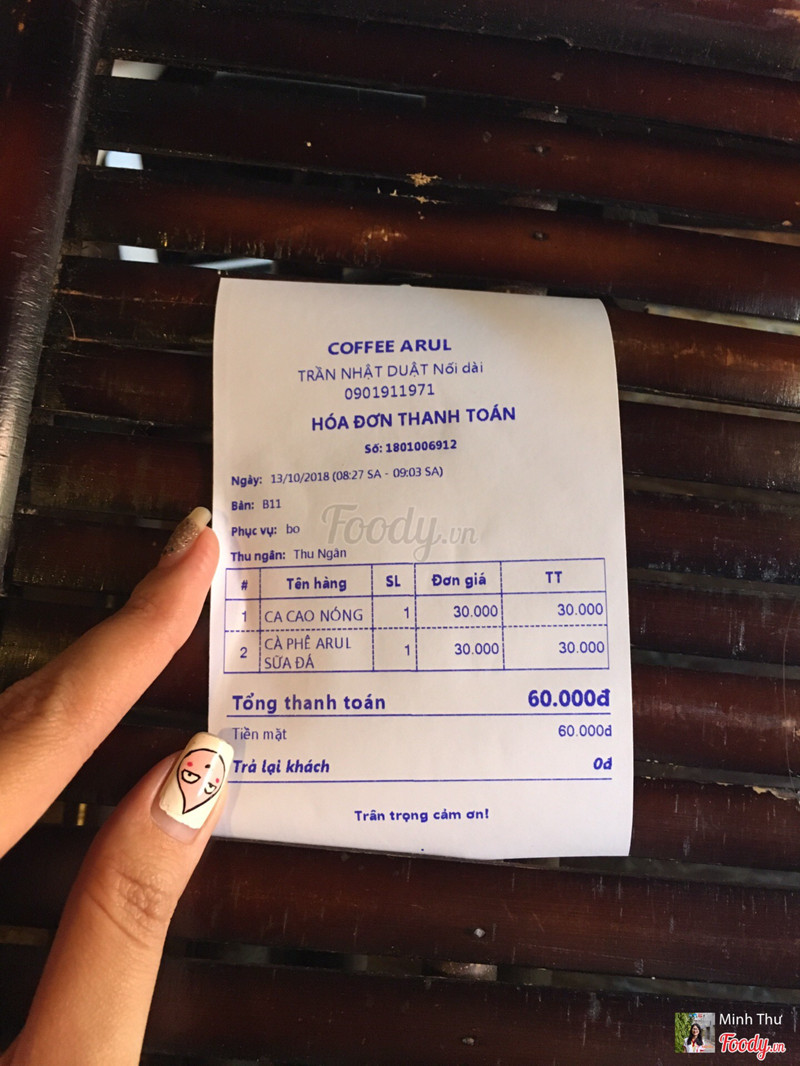 COFFEE ARUL
TRẦN NHẬT DUẬT Nối dài
0901911971
HÓA ĐƠN THANH TOÁN
Số: 1801006912
Ngày: 13/10/2018 (08:27 SA - 09:03 SA)
Bàn: B11
Phục vụ: bo
Thu ngân: Thu Ngân
# Tên hàng SL Đơn giá TT
1 CA CAO NÓNG 1 30.000 30.000
2 CÀ PHÊ ARUL SỮA ĐÁ 1 30.000 30.000
Tổng thanh toán 60.000đ
Tiền mặt 60.000đ
Trả lại khách 0đ
Trân trọng cảm ơn!
Foody.vn
Minh Thư
Foody.vn